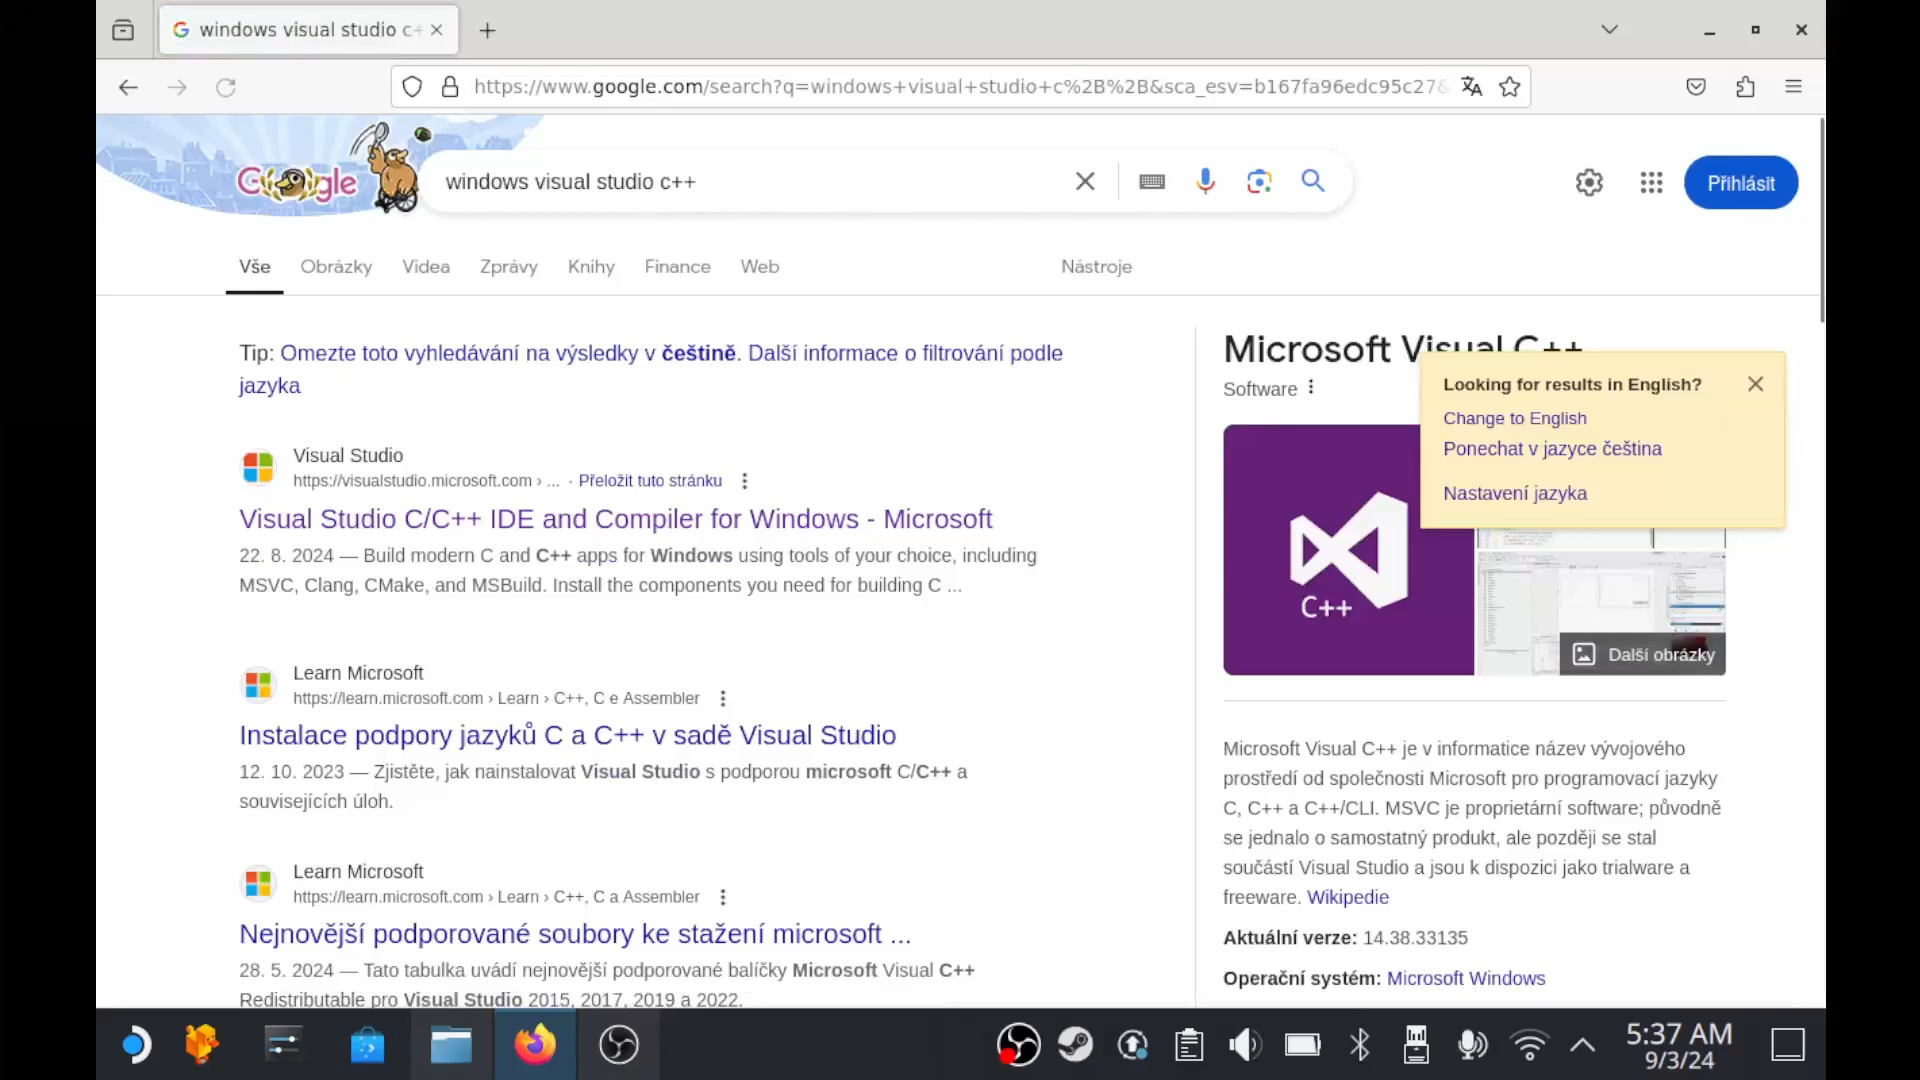 windows visual studio c+
https://www.google.com/search?q=windows+visual+studio+c%2B%2B&sca_esv=b167fa96edc95c27&
Google
windows visual studio c++
Přihlásit
Vše Obrázky Videa Zprávy Knihy Finance Web Nástroje
Tip: Omezte toto vyhledávání na výsledky v češtině. Další informace o filtrování podle
jazyka
Visual Studio
https://visualstudio.microsoft.com › ... · Přeložit tuto stránku
Visual Studio C/C++ IDE and Compiler for Windows - Microsoft
22. 8. 2024 — Build modern C and C++ apps for Windows using tools of your choice, including
MSVC, Clang, CMake, and MSBuild. Install the components you need for building C ...
Learn Microsoft
https://learn.microsoft.com › Learn › C++, C e Assembler
Instalace podpory jazyků C a C++ v sadě Visual Studio
12. 10. 2023 — Zjistěte, jak nainstalovat Visual Studio s podporou microsoft C/C++ a
souvisejících úloh.
Learn Microsoft
https://learn.microsoft.com › Learn › C++, C a Assembler
Nejnovější podporované soubory ke stažení microsoft ...
28. 5. 2024 — Tato tabulka uvádí nejnovější podporované balíčky Microsoft Visual C++
Redistributable pro Visual Studio 2015, 2017, 2019 a 2022.
Microsoft Visual C++
Software
Looking for results in English?
Change to English
Ponechat v jazyce čeština
Nastavení jazyka
C++
Další obrázky
Microsoft Visual C++ je v informatice název vývojového
prostředí od společnosti Microsoft pro programovací jazyky
C, C++ a C++/CLI. MSVC je proprietární software; původně
se jednalo o samostatný produkt, ale později se stal
součástí Visual Studio a jsou k dispozici jako trialware a
freeware. Wikipedie
Aktuální verze: 14.38.33135
Operační systém: Microsoft Windows
5:37 AM
9/3/24